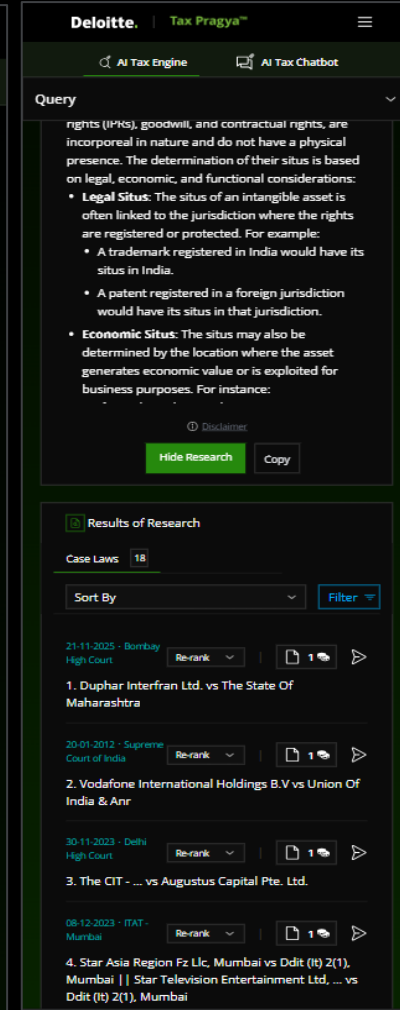 Deloitte. Tax Pragya™
AI Tax Engine AI Tax Chatbot
Query
rights (IPRs), goodwill, and contractual rights, are
incorporeal in nature and do not have a physical
presence. The determination of their situs is based
on legal, economic, and functional considerations:
• Legal Situs: The situs of an intangible asset is
often linked to the jurisdiction where the rights
are registered or protected. For example:
• A trademark registered in India would have its
situs in India.
• A patent registered in a foreign jurisdiction
would have its situs in that jurisdiction.
• Economic Situs: The situs may also be
determined by the location where the asset
generates economic value or is exploited for
business purposes. For instance:
Disclaimer
Hide Research Copy
Results of Research
Case Laws 18
Sort By Filter
21-11-2025 · Bombay
High Court
Re-rank 1
1. Duphar Interfran Ltd. vs The State Of
Maharashtra
20-01-2012 · Supreme
Court of India
Re-rank 1
2. Vodafone International Holdings B.V vs Union Of
India & Anr
30-11-2023 · Delhi
High Court
Re-rank 1
3. The CIT - ... vs Augustus Capital Pte. Ltd.
08-12-2023 · ITAT -
Mumbai
Re-rank 1
4. Star Asia Region Fz Llc, Mumbai vs Ddit (It) 2(1),
Mumbai || Star Television Entertainment Ltd, ... vs
Ddit (It) 2(1), Mumbai